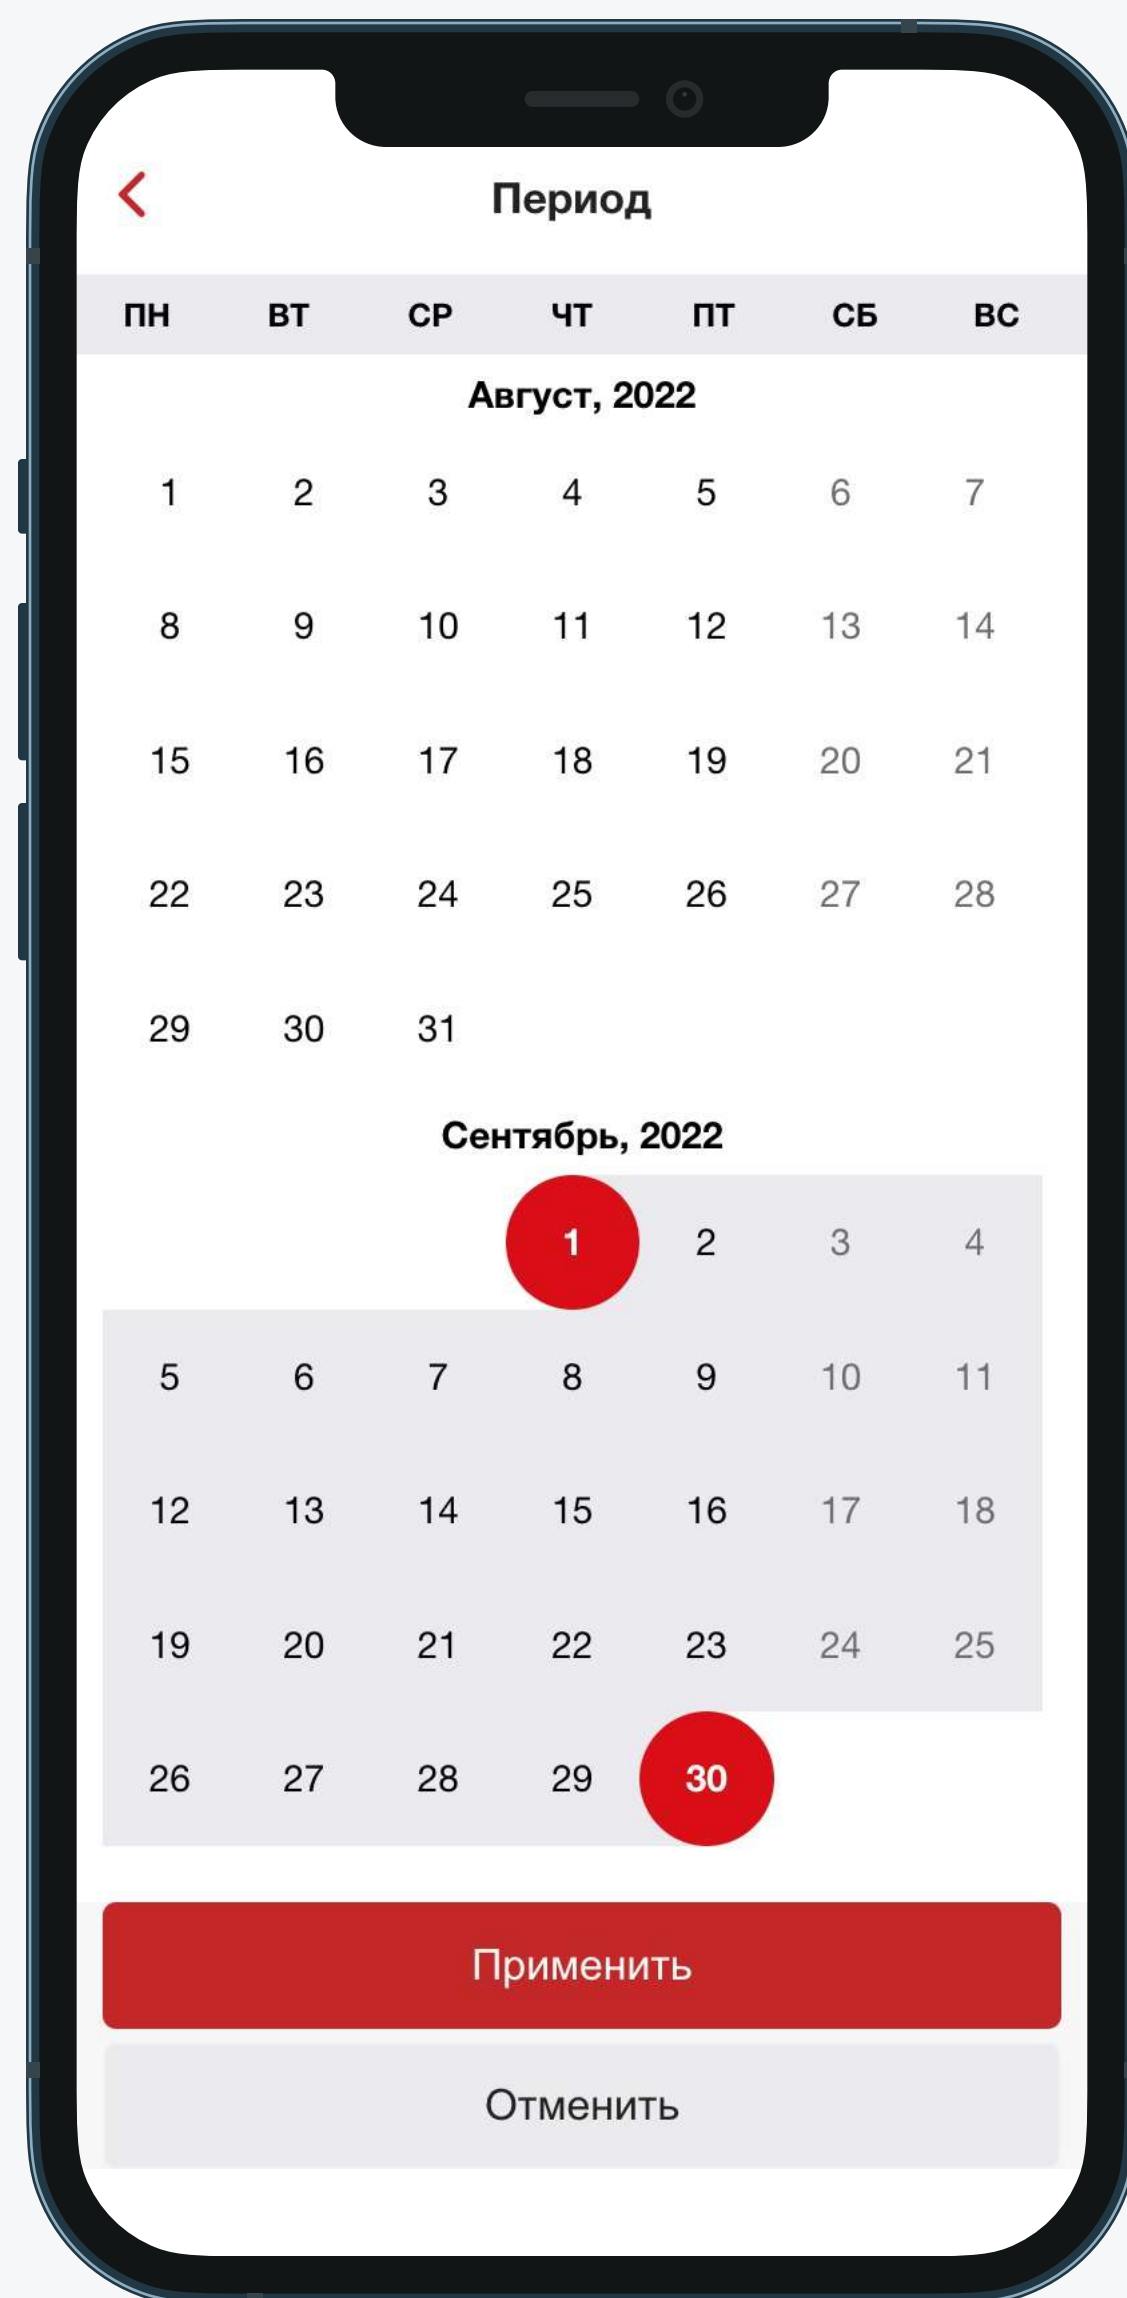 Период
ПН ВТ СР ЧТ ПТ СБ ВС
Август, 2022
1 2 3 4 5 6 7
8 9 10 11 12 13 14
15 16 17 18 19 20 21
22 23 24 25 26 27 28
29 30 31
Сентябрь, 2022
1 2 3 4
5 6 7 8 9 10 11
12 13 14 15 16 17 18
19 20 21 22 23 24 25
26 27 28 29 30
Применить
Отменить